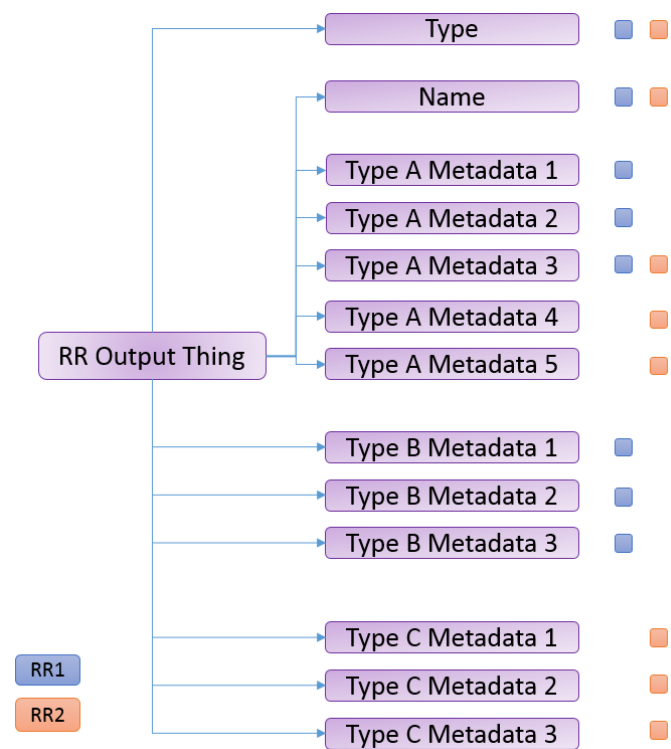 Type
Name
Type A Metadata 1
Type A Metadata 2
Type A Metadata 3
Type A Metadata 4
RR Output Thing
Type A Metadata 5
Type B Metadata 1
Type B Metadata 2
Type B Metadata 3
Type C Metadata 1
RR1
Type C Metadata 2
RR2
Type C Metadata 3